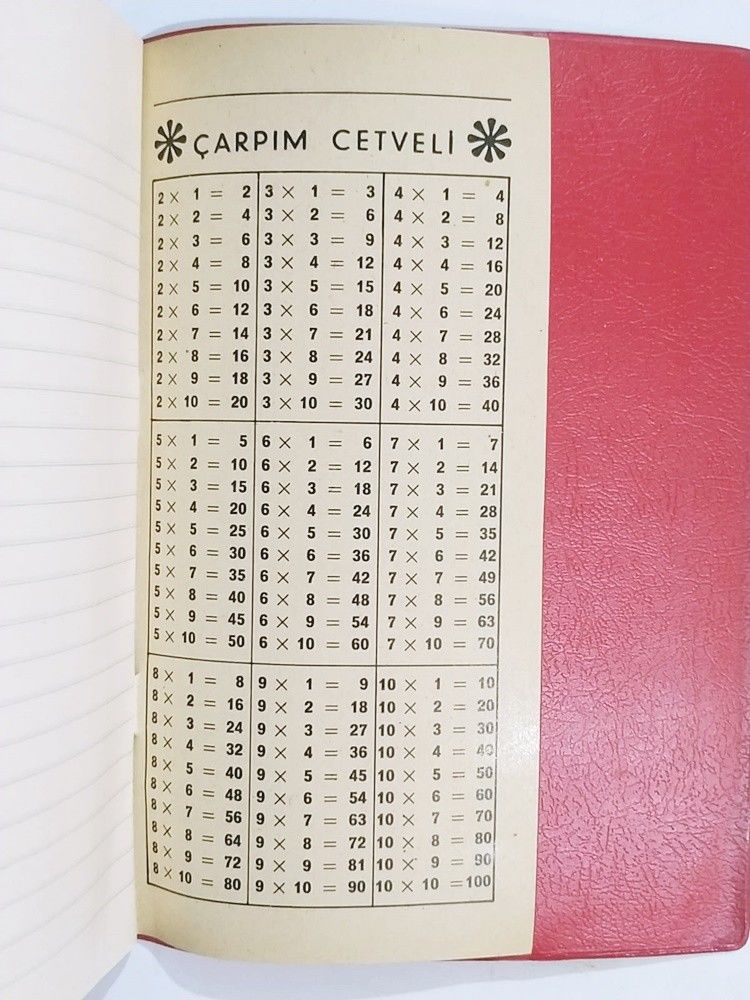 ÇARPIM CETVELİ
2 × 1 = 2
2 × 2 = 4
2 × 3 = 6
2 × 4 = 8
2 × 5 = 10
2 × 6 = 12
2 × 7 = 14
2 × 8 = 16
2 × 9 = 18
2 × 10 = 20
3 × 1 = 3
3 × 2 = 6
3 × 3 = 9
3 × 4 = 12
3 × 5 = 15
3 × 6 = 18
3 × 7 = 21
3 × 8 = 24
3 × 9 = 27
3 × 10 = 30
4 × 1 = 4
4 × 2 = 8
4 × 3 = 12
4 × 4 = 16
4 × 5 = 20
4 × 6 = 24
4 × 7 = 28
4 × 8 = 32
4 × 9 = 36
4 × 10 = 40
5 × 1 = 5
5 × 2 = 10
5 × 3 = 15
5 × 4 = 20
5 × 5 = 25
5 × 6 = 30
5 × 7 = 35
5 × 8 = 40
5 × 9 = 45
5 × 10 = 50
6 × 1 = 6
6 × 2 = 12
6 × 3 = 18
6 × 4 = 24
6 × 5 = 30
6 × 6 = 36
6 × 7 = 42
6 × 8 = 48
6 × 9 = 54
6 × 10 = 60
7 × 1 = 7
7 × 2 = 14
7 × 3 = 21
7 × 4 = 28
7 × 5 = 35
7 × 6 = 42
7 × 7 = 49
7 × 8 = 56
7 × 9 = 63
7 × 10 = 70
8 × 1 = 8
8 × 2 = 16
8 × 3 = 24
8 × 4 = 32
8 × 5 = 40
8 × 6 = 48
8 × 7 = 56
8 × 8 = 64
8 × 9 = 72
8 × 10 = 80
9 × 1 = 9
9 × 2 = 18
9 × 3 = 27
9 × 4 = 36
9 × 5 = 45
9 × 6 = 54
9 × 7 = 63
9 × 8 = 72
9 × 9 = 81
9 × 10 = 90
10 × 1 = 10
10 × 2 = 20
10 × 3 = 30
10 × 4 = 40
10 × 5 = 50
10 × 6 = 60
10 × 7 = 70
10 × 8 = 80
10 × 9 = 90
10 × 10 = 100